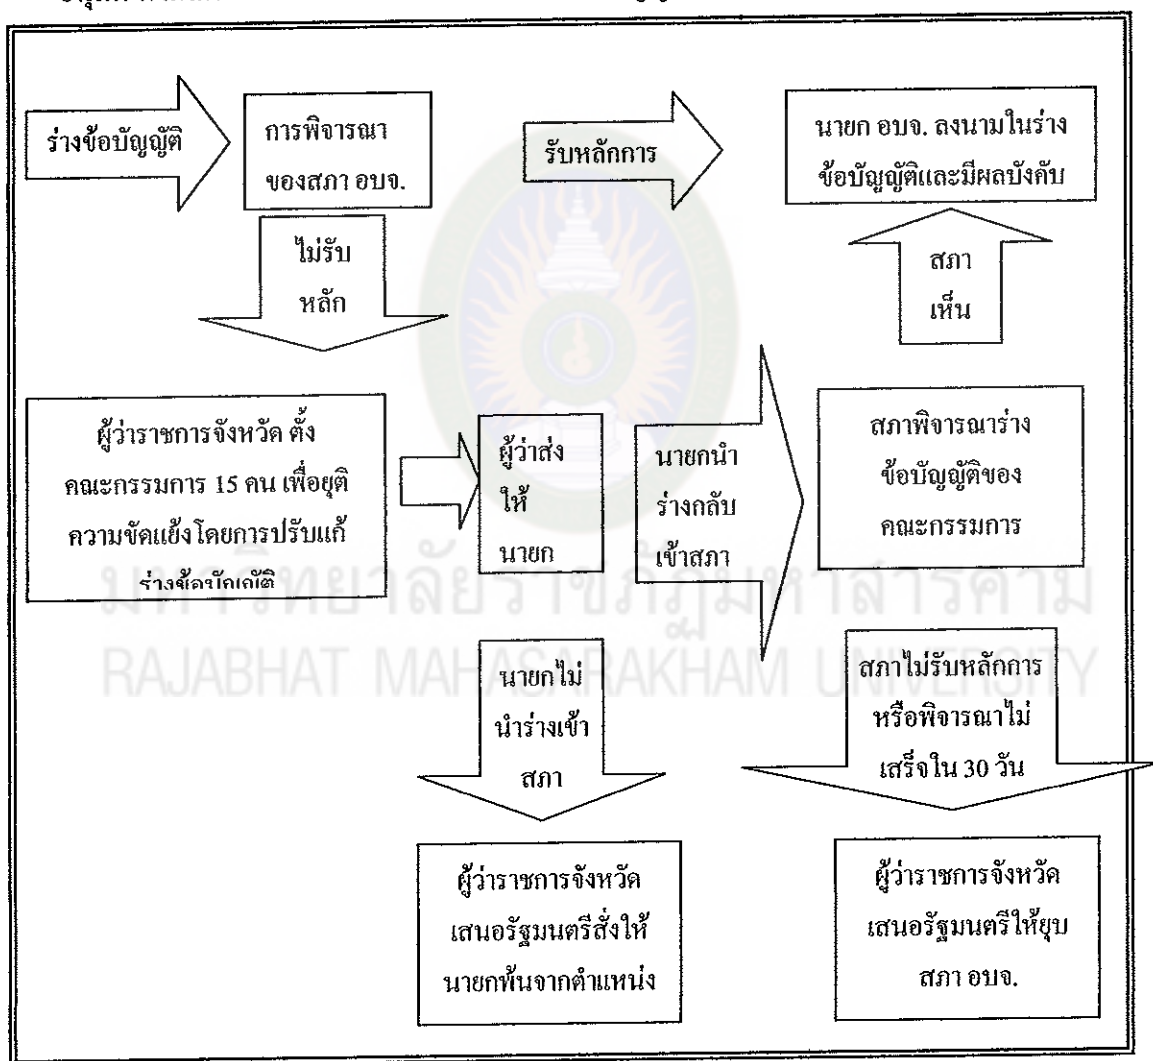 ร่างข้อบัญญัติ
การพิจารณา
ของสภา อบจ.
รับหลักการ
นายก อบจ. ลงนามในร่าง
ข้อบัญญัติและมีผลบังคับ
ไม่รับ
หลัก
สภา
เห็น
ผู้ว่าราชการจังหวัด ตั้ง
คณะกรรมการ 15 คน เพื่อยุติ
ความขัดแย้งโดยการปรับแก้
ร่างข้อบัญญัติ
ผู้ว่าส่ง
ให้
นายก
นายกนำ
ร่างกลับ
เข้าสภา
สภาพิจารณาร่าง
ข้อบัญญัติของ
คณะกรรมการ
มหาวิทยาลัยราชภัฏมหาสารคาม
RAJABHAT MAHASARAKHAM UNIVERSITY
นายกไม่
นำร่างเข้า
สภา
สภาไม่รับหลักการ
หรือพิจารณาไม่
เสร็จใน 30 วัน
ผู้ว่าราชการจังหวัด
เสนอรัฐมนตรีสั่งให้
นายกพ้นจากตำแหน่ง
ผู้ว่าราชการจังหวัด
เสนอรัฐมนตรีให้ยุบ
สภา อบจ.